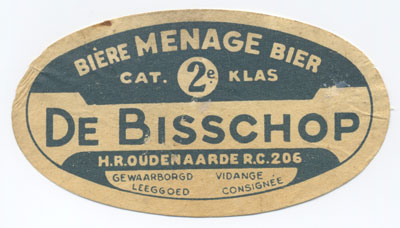 BIÈRE MENAGE BIER
CAT. 2e KLAS
DE BISSCHOP
H.R. OUDENAARDE R.C. 206
GEWAARBORGD VIDANGE
LEEGGOED CONSIGNÉE